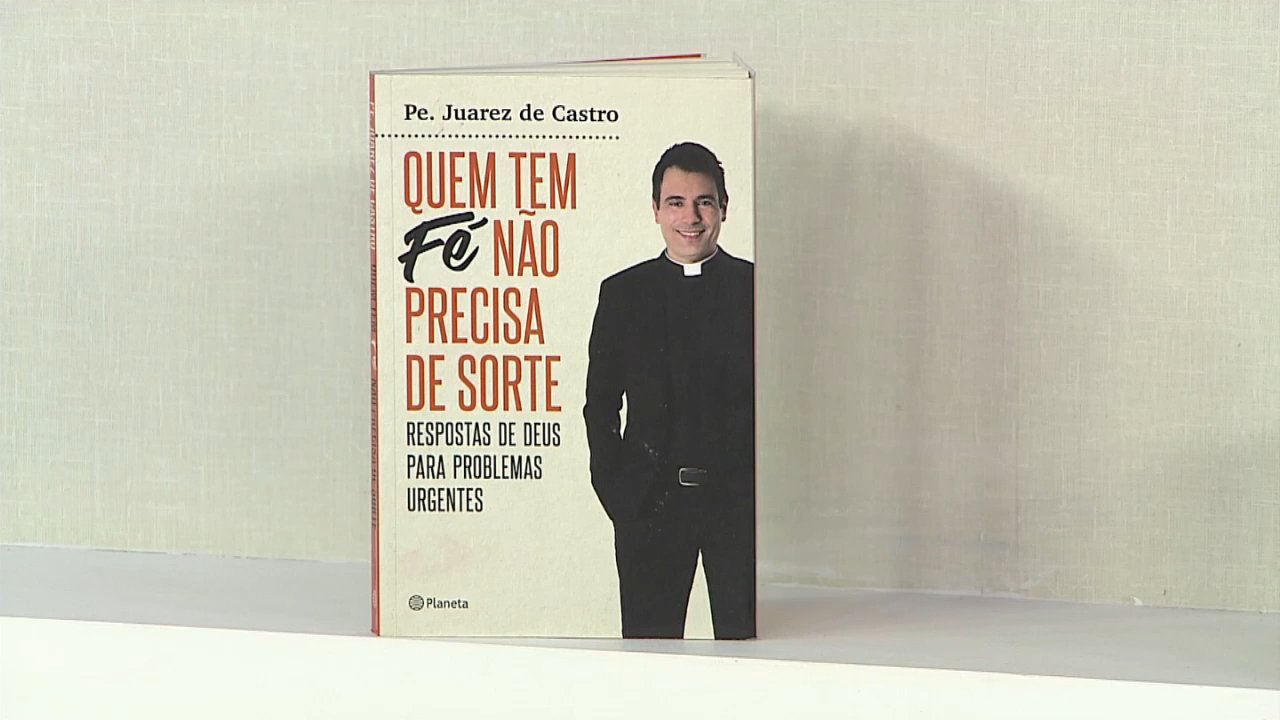 Pe. Juarez de Castro
QUEM TEM
Fé NÃO
PRECISA
DE SORTE
RESPOSTAS DE DEUS
PARA PROBLEMAS
URGENTES
Planeta